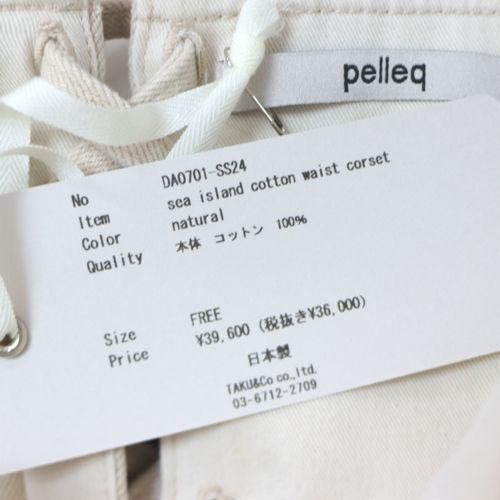 pelleq
No DA0701-SS24
Item sea island cotton waist corset
Color natural
Quality 本体 コットン 100%
Size FREE
Price ¥39,600 (税抜き¥36,000)
日本製
TAKU&Co co.,ltd.
03-6712-2709